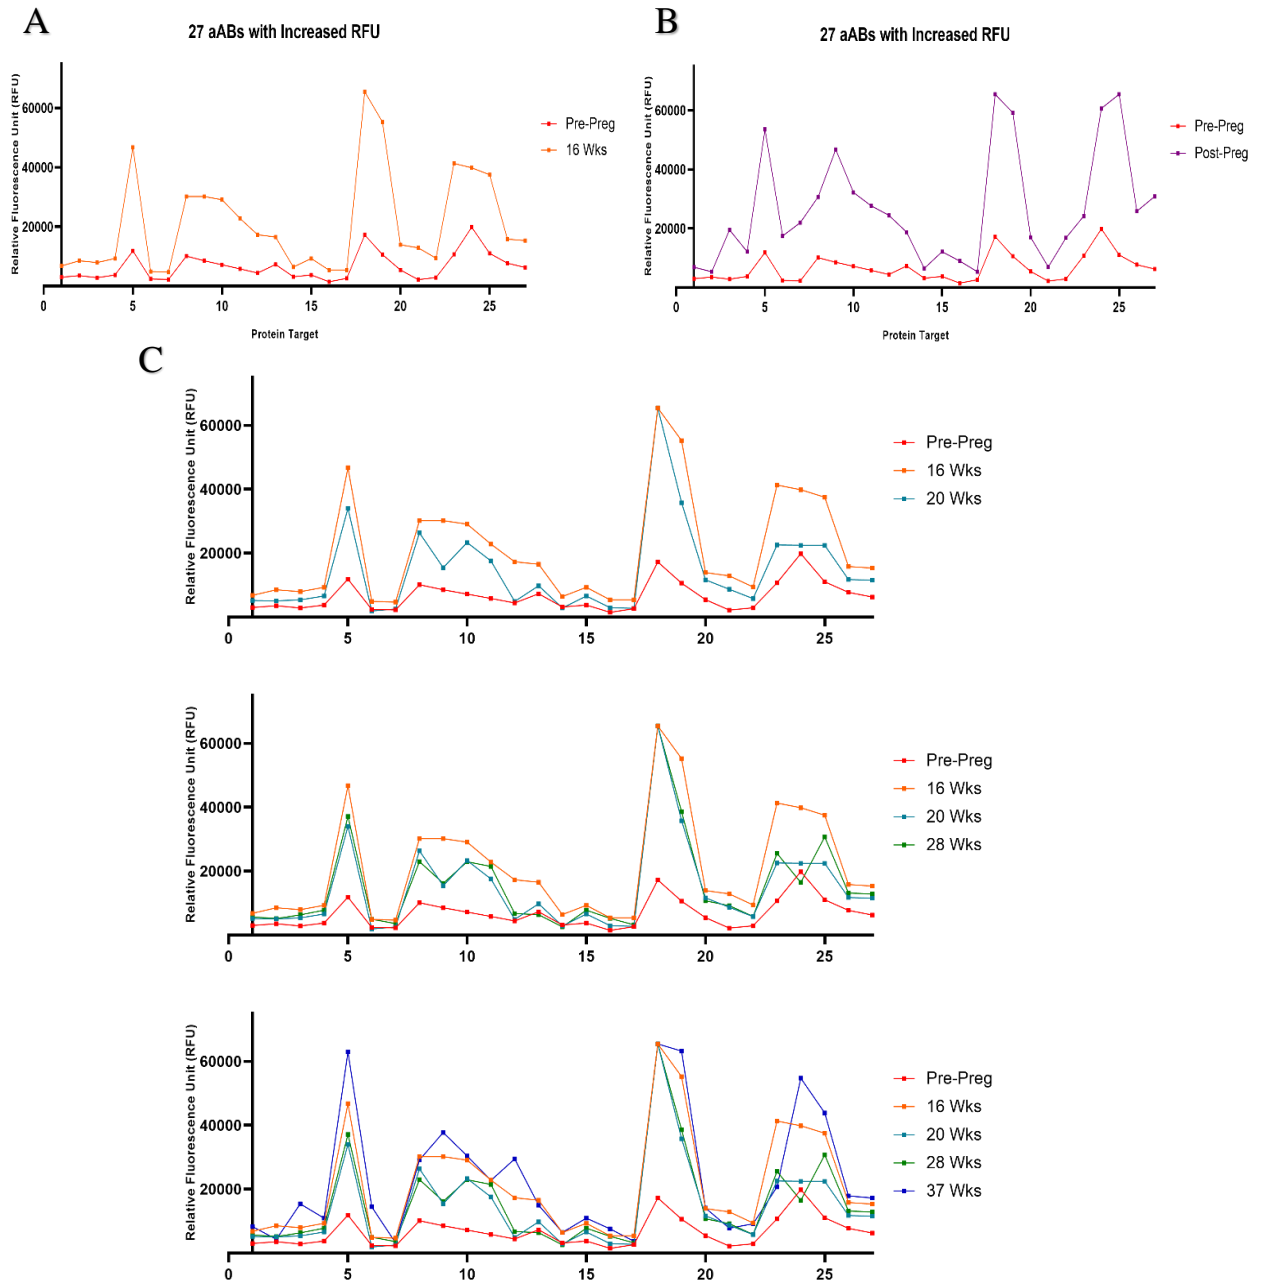 A
27 aABs with Increased RFU
Relative Fluorescence Unit (RFU)
60000
40000
20000
0
5
10
15
20
25
Protein Target
Pre-Preg
16 Wks
B
27 aABs with Increased RFU
Relative Fluorescence Unit (RFU)
60000
40000
20000
0
5
10
15
20
25
Protein Target
Pre-Preg
Post-Preg
C
Relative Fluorescence Unit (RFU)
60000
40000
20000
0
5
10
15
20
25
Pre-Preg
16 Wks
20 Wks
Relative Fluorescence Unit (RFU)
60000
40000
20000
0
5
10
15
20
25
Pre-Preg
16 Wks
20 Wks
28 Wks
Relative Fluorescence Unit (RFU)
60000
40000
20000
0
5
10
15
20
25
Pre-Preg
16 Wks
20 Wks
28 Wks
37 Wks